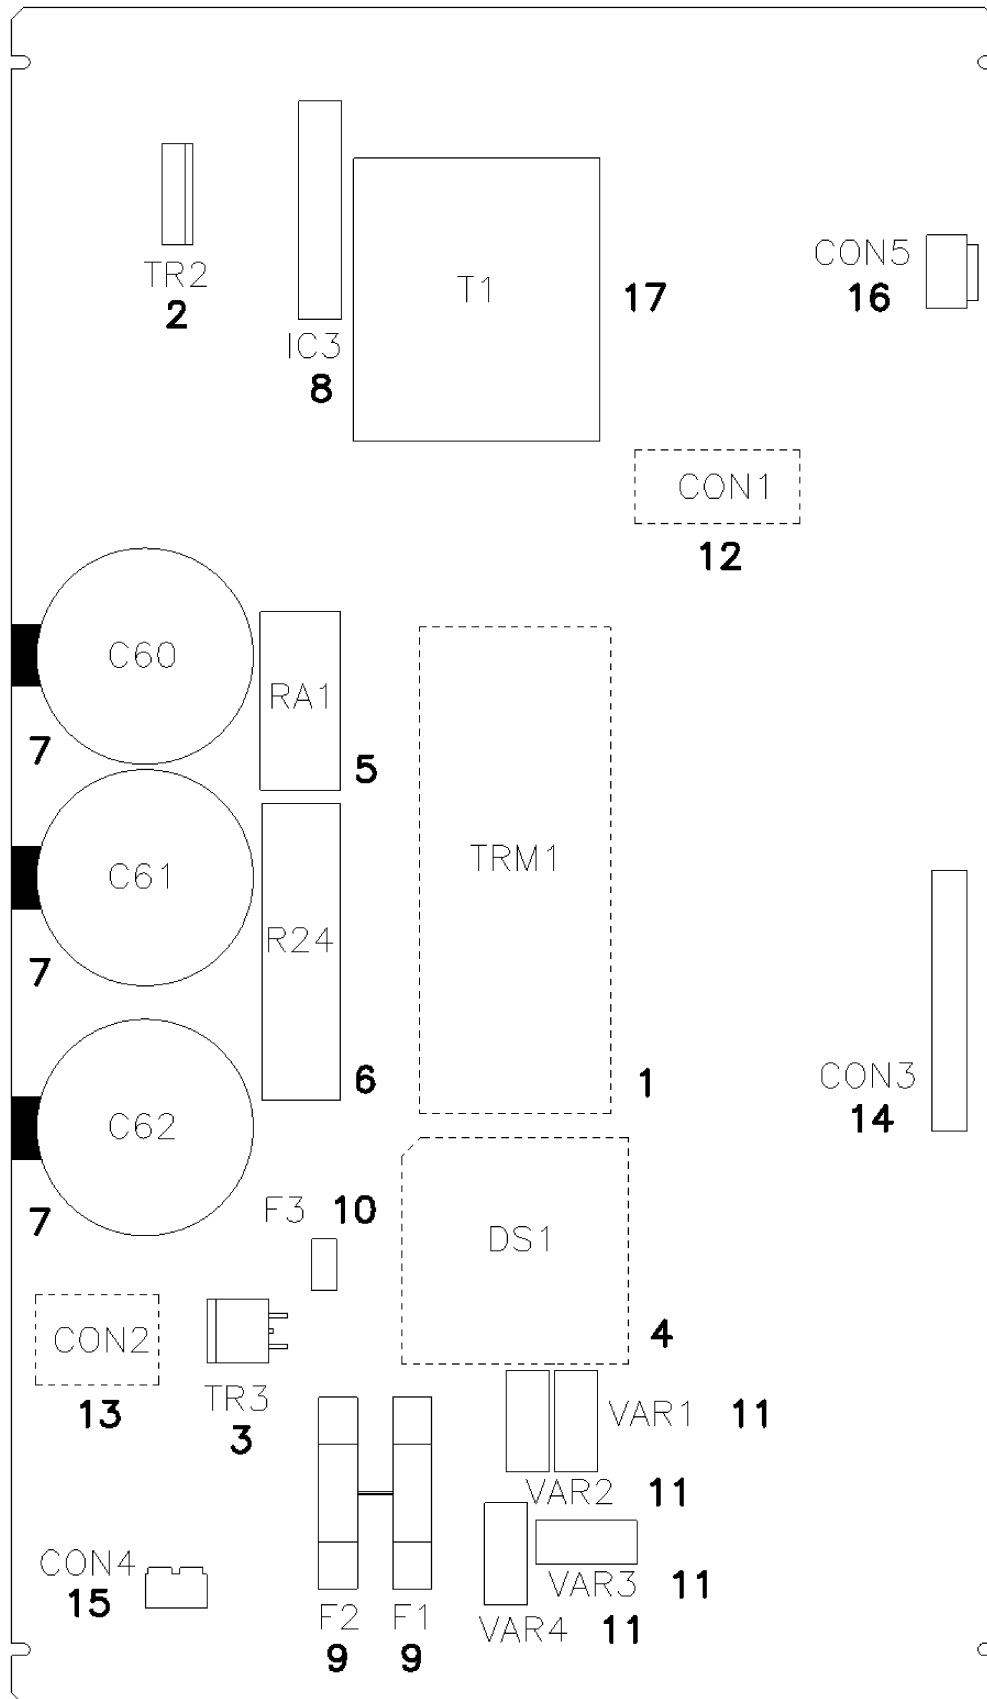 TR2
2
IC3
8
T1
17
CON5
16
CON1
12
C60
7
RA1
5
C61
7
R24
6
TRM1
1
CON3
14
C62
7
F3 10
DS1
4
CON2
13
TR3
3
VAR1 11
VAR2 11
VAR3 11
VAR4 11
CON4
15
F2 F1
9 9